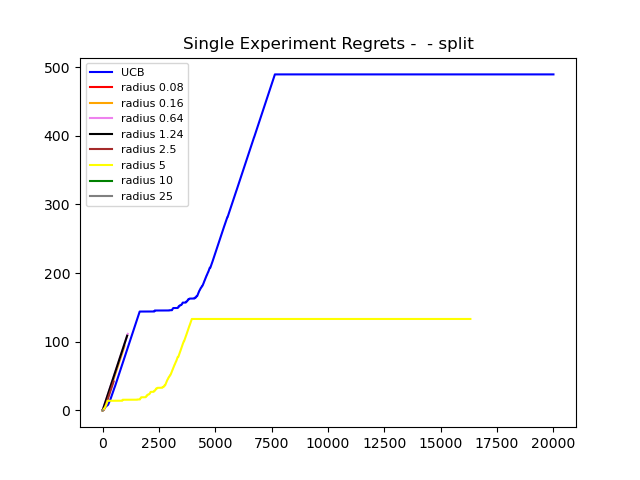 Single Experiment Regrets -  - split
500
400
300
200
100
0
UCB
radius 0.08
radius 0.16
radius 0.64
radius 1.24
radius 2.5
radius 5
radius 10
radius 25
0 2500 5000 7500 10000 12500 15000 17500 20000